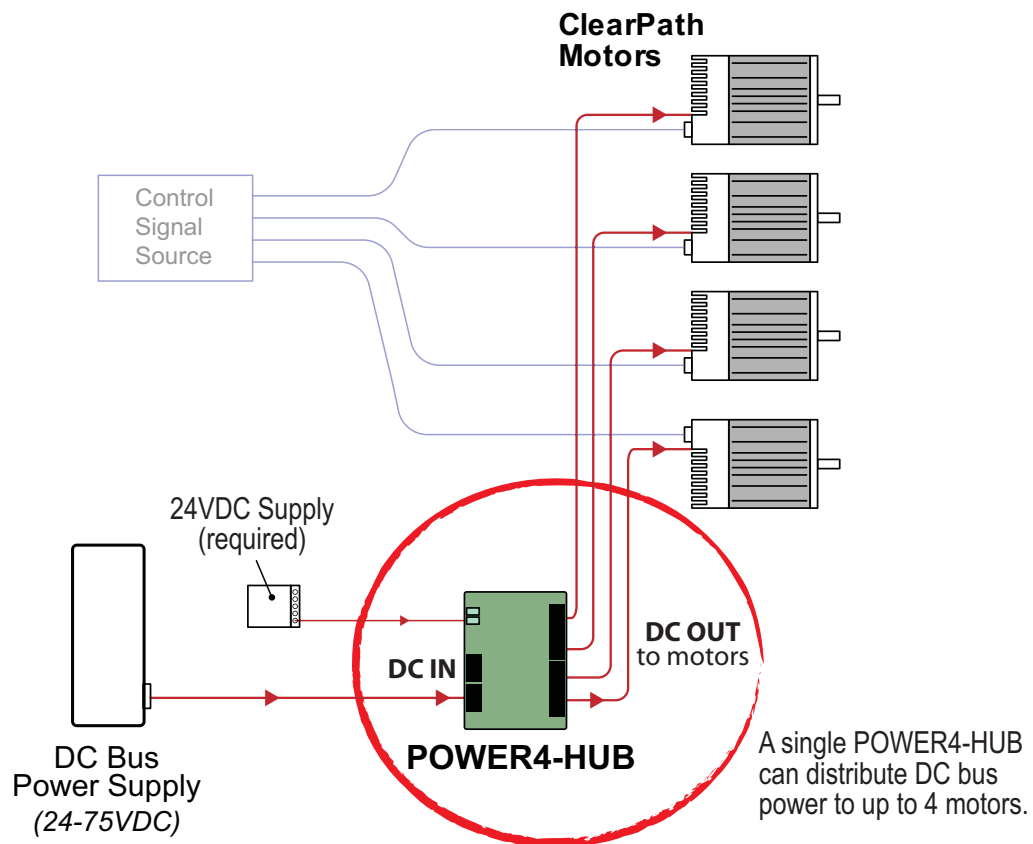 ClearPath
Motors
Control
Signal
Source
24VDC Supply
(required)
DC IN
DC OUT
to motors
POWER4-HUB
DC Bus
Power Supply
(24-75VDC)
A single POWER4-HUB
can distribute DC bus
power to up to 4 motors.